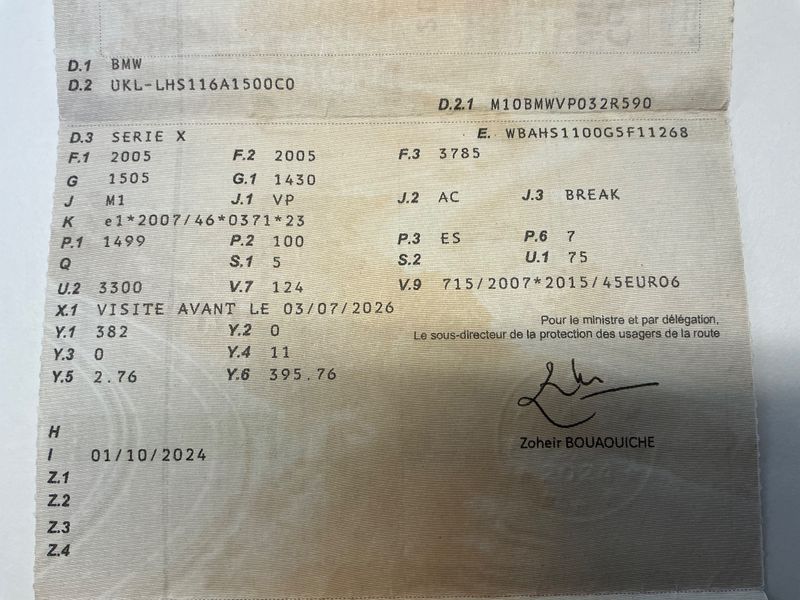 D.1 BMW
D.2 UKL-LHS116A1500C0
D.2.1 M10BMWVP032R590
D.3 SERIE X E. WBAHS1100G5F11268
F.1 2005 F.2 2005 F.3 3785
G 1505 G.1 1430
J M1 J.1 VP J.2 AC J.3 BREAK
K e1*2007/46*0371*23
P.1 1499 P.2 100 P.3 ES P.6 7
Q S.1 5 S.2 U.1 75
U.2 3300 V.7 124 V.9 715/2007*2015/45EURO6
X.1 VISITE AVANT LE 03/07/2026
Y.1 382 Y.2 0
Y.3 0 Y.4 11
Y.5 2.76 Y.6 395.76
Pour le ministre et par délégation,
Le sous-directeur de la protection des usagers de la route
Zoheir BOUAOUICHE
H
I 01/10/2024
Z.1
Z.2
Z.3
Z.4